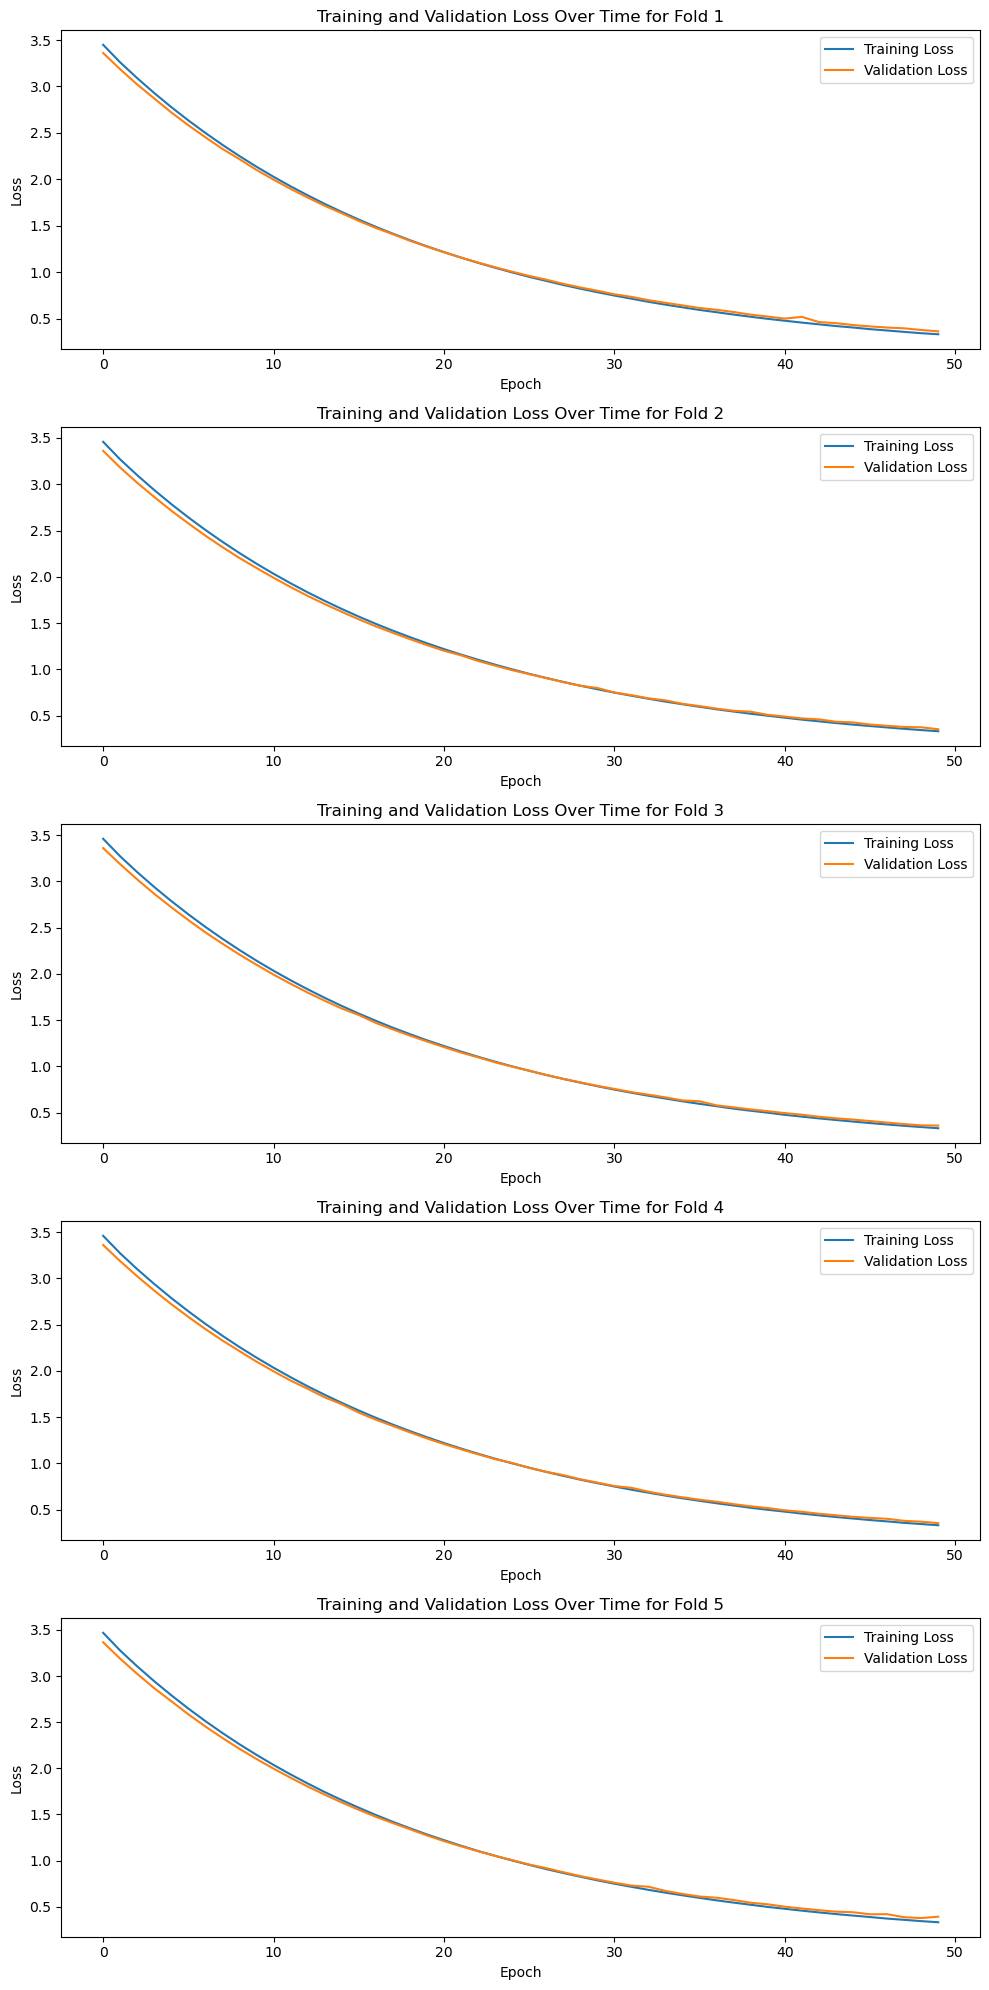 Training and Validation Loss Over Time for Fold 1
3.5
3.0
2.5
2.0
1.5
1.0
0.5
Loss
Training Loss
Validation Loss
0 10 20 30 40 50
Epoch
Training and Validation Loss Over Time for Fold 2
3.5
3.0
2.5
2.0
1.5
1.0
0.5
Loss
Training Loss
Validation Loss
0 10 20 30 40 50
Epoch
Training and Validation Loss Over Time for Fold 3
3.5
3.0
2.5
2.0
1.5
1.0
0.5
Loss
Training Loss
Validation Loss
0 10 20 30 40 50
Epoch
Training and Validation Loss Over Time for Fold 4
3.5
3.0
2.5
2.0
1.5
1.0
0.5
Loss
Training Loss
Validation Loss
0 10 20 30 40 50
Epoch
Training and Validation Loss Over Time for Fold 5
3.5
3.0
2.5
2.0
1.5
1.0
0.5
Loss
Training Loss
Validation Loss
0 10 20 30 40 50
Epoch